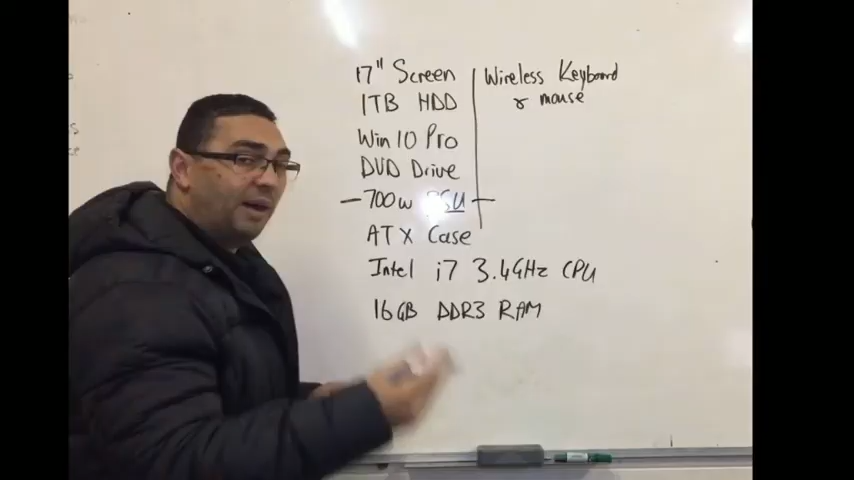 17" Screen
1TB HDD
Win 10 Pro
DVD Drive
700w PSU
ATX Case
Intel i7 3.4GHz CPU
16GB DDR3 RAM
Wireless Keyboard
& mouse